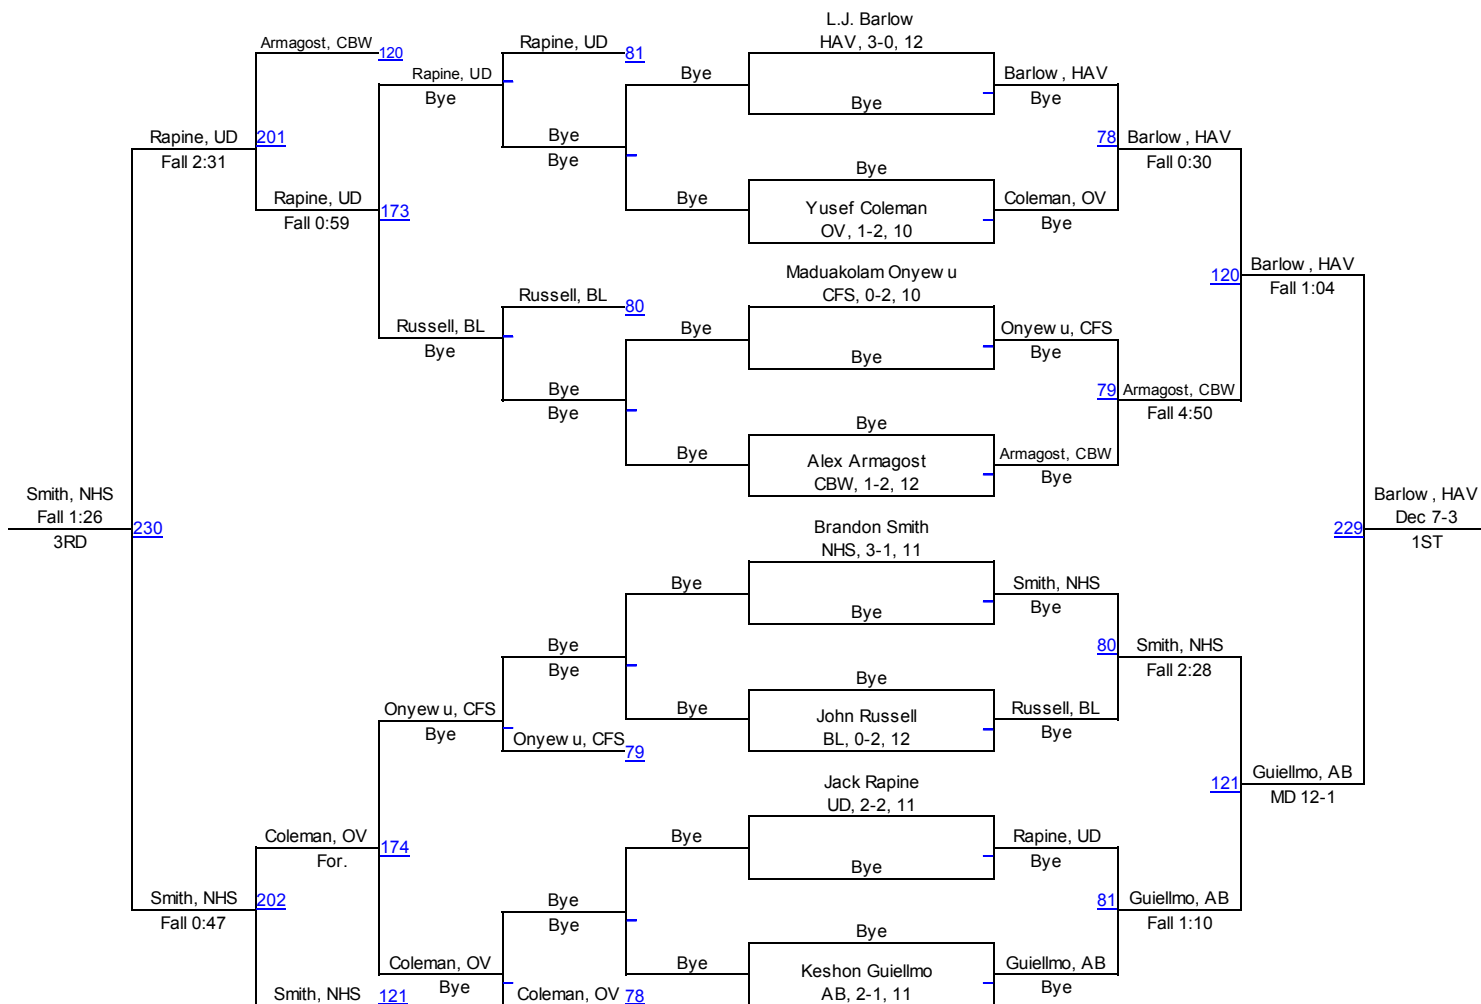 L.J. Barlow
HAV, 3-0, 12
Armagost, CBW
120
Rapine, UD
81
Rapine, UD
Bye
Bye
Bye
Barlow , HAV
Bye
Rapine, UD
201
Fall 2:31
Bye
Bye
78
Barlow , HAV
Fall 0:30
Bye
Rapine, UD
173
Fall 0:59
Bye
Yusef Coleman
OV, 1-2, 10
Coleman, OV
Bye
Maduakolam Onyew u
CFS, 0-2, 10
120
Barlow , HAV
Fall 1:04
Russell, BL
80
Russell, BL
Bye
Bye
Bye
Onyew u, CFS
Bye
Bye
Bye
79
Armagost, CBW
Fall 4:50
Bye
Bye
Alex Armagost
CBW, 1-2, 12
Armagost, CBW
Bye
Smith, NHS
Fall 1:26
3RD
230
Brandon Smith
NHS, 3-1, 11
229
Barlow , HAV
Dec 7-3
1ST
Bye
Bye
Smith, NHS
Bye
Bye
Bye
80
Smith, NHS
Fall 2:28
Bye
Onyew u, CFS
Bye
Onyew u, CFS
79
Bye
John Russell
BL, 0-2, 12
Russell, BL
Bye
Jack Rapine
UD, 2-2, 11
121
Guiellmo, AB
MD 12-1
Coleman, OV
174
For.
Bye
Bye
Rapine, UD
Bye
Smith, NHS
202
Fall 0:47
Bye
Bye
81
Guiellmo, AB
Fall 1:10
Bye
Coleman, OV
Bye
Bye
Keshon Guiellmo
AB, 2-1, 11
Guiellmo, AB
Bye
Smith, NHS
121
Coleman, OV
78